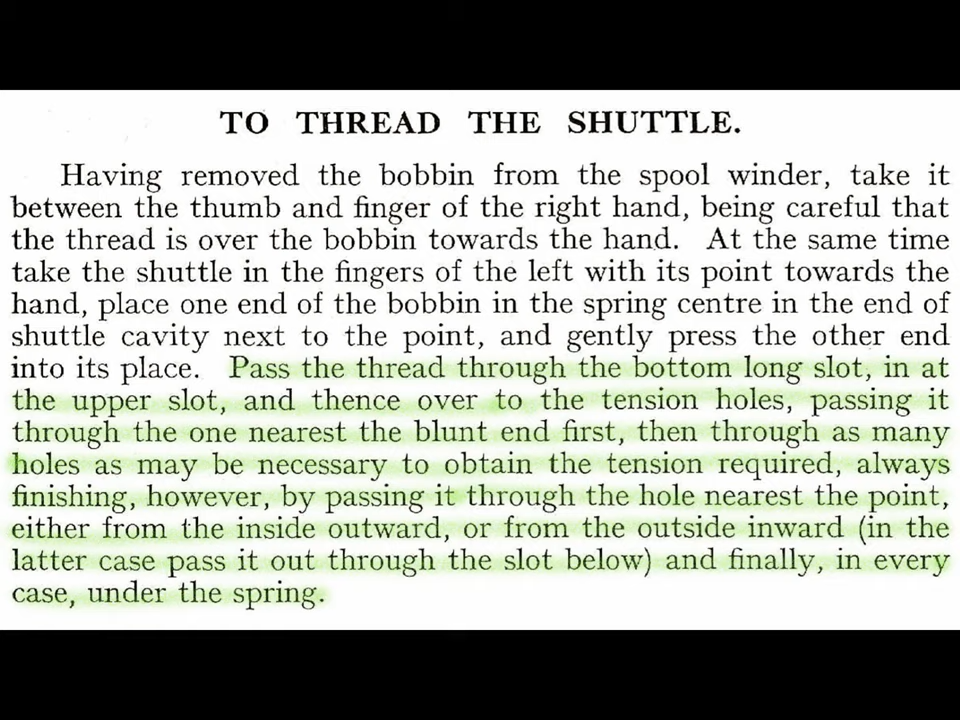 TO THREAD THE SHUTTLE.
Having removed the bobbin from the spool winder, take it
between the thumb and finger of the right hand, being careful that
the thread is over the bobbin towards the hand. At the same time
take the shuttle in the fingers of the left with its point towards the
hand, place one end of the bobbin in the spring centre in the end of
shuttle cavity next to the point, and gently press the other end
into its place. Pass the thread through the bottom long slot, in at
the upper slot, and thence over to the tension holes, passing it
through the one nearest the blunt end first, then through as many
holes as may be necessary to obtain the tension required, always
finishing, however, by passing it through the hole nearest the point,
either from the inside outward, or from the outside inward (in the
latter case pass it out through the slot below) and finally, in every
case, under the spring.